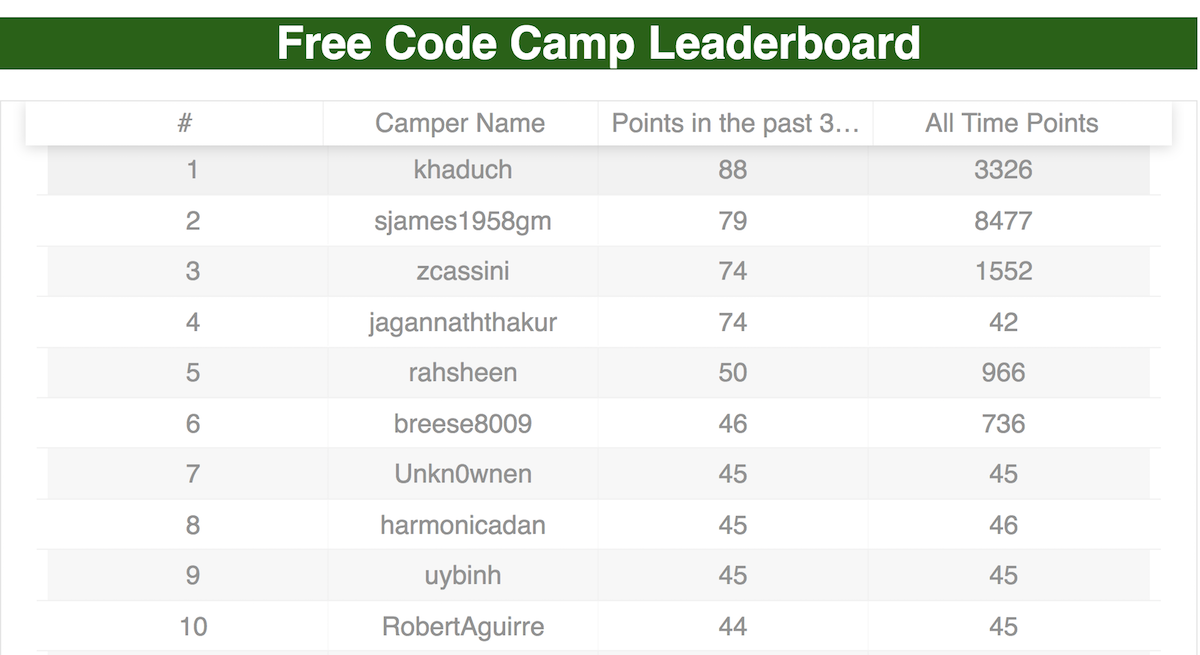 Free Code Camp Leaderboard
# Camper Name Points in the past 3… All Time Points
1 khaduch 88 3326
2 sjames1958gm 79 8477
3 zcassini 74 1552
4 jagannaththakur 74 42
5 rahsheen 50 966
6 breese8009 46 736
7 Unkn0wnen 45 45
8 harmonicadan 45 46
9 uybinh 45 45
10 RobertAguirre 44 45